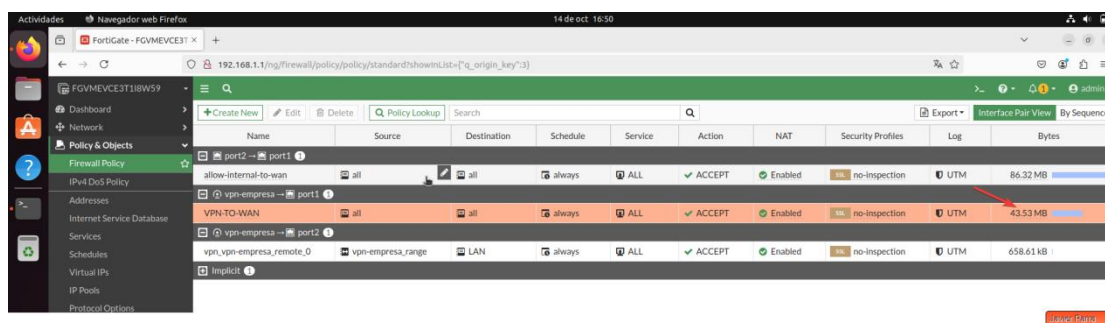 Actividades Navegador web Firefox 14 de oct 16:50
FortiGate - FGVMEVCE3T
192.168.1.1/ng/firewall/policy/policy/standard?showInList={"q_origin_key":3}
FGVMEVCE3T1I8W59 admin
Dashboard
Network
Policy & Objects
Firewall Policy
IPv4 DoS Policy
Addresses
Internet Service Database
Services
Schedules
Virtual IPs
IP Pools
Protocol Options
Create New Edit Delete Policy Lookup Search Export Interface Pair View By Sequence
Name Source Destination Schedule Service Action NAT Security Profiles Log Bytes
port2 → port1 1
allow-internal-to-wan all all always ALL ACCEPT Enabled SSL no-inspection UTM 86.32 MB
vpn-empresa → port1 1
VPN-TO-WAN all all always ALL ACCEPT Enabled SSL no-inspection UTM 43.53 MB
vpn-empresa → port2 1
vpn_vpn-empresa_remote_0 vpn-empresa_range LAN always ALL ACCEPT Enabled SSL no-inspection UTM 658.61 kB
Implicit 1
Javier Parra